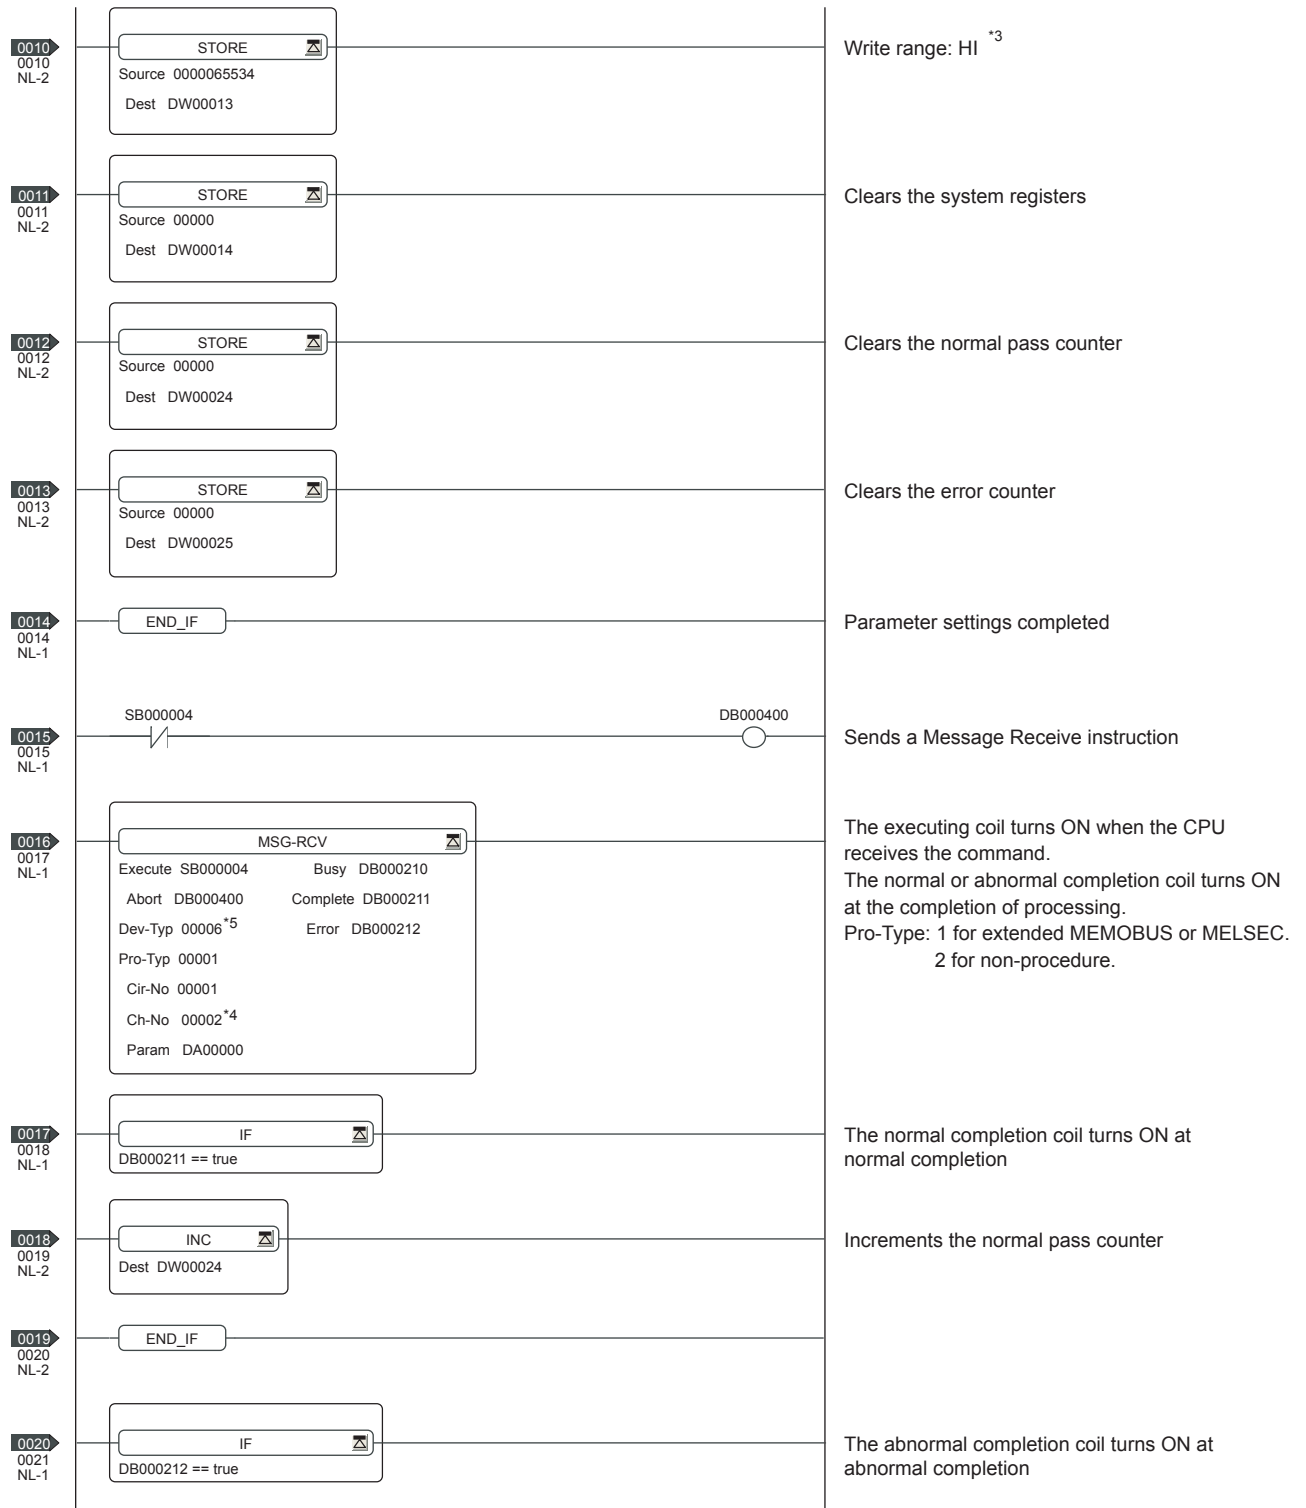 0010
0010
NL-2
STORE
Source 0000065534
Dest DW00013
Write range: HI *3
0011
0011
NL-2
STORE
Source 00000
Dest DW00014
Clears the system registers
0012
0012
NL-2
STORE
Source 00000
Dest DW00024
Clears the normal pass counter
0013
0013
NL-2
STORE
Source 00000
Dest DW00025
Clears the error counter
0014
0014
NL-1
END_IF
Parameter settings completed
0015
0015
NL-1
SB000004
DB000400
Sends a Message Receive instruction
0016
0017
NL-1
MSG-RCV
Execute SB000004 Busy DB000210
Abort DB000400 Complete DB000211
Dev-Typ 00006*5 Error DB000212
Pro-Typ 00001
Cir-No 00001
Ch-No 00002*4
Param DA00000
The executing coil turns ON when the CPU
receives the command.
The normal or abnormal completion coil turns ON
at the completion of processing.
Pro-Type: 1 for extended MEMOBUS or MELSEC.
2 for non-procedure.
0017
0018
NL-1
IF
DB000211 == true
The normal completion coil turns ON at
normal completion
0018
0019
NL-2
INC
Dest DW00024
Increments the normal pass counter
0019
0020
NL-2
END_IF
0020
0021
NL-1
IF
DB000212 == true
The abnormal completion coil turns ON at
abnormal completion